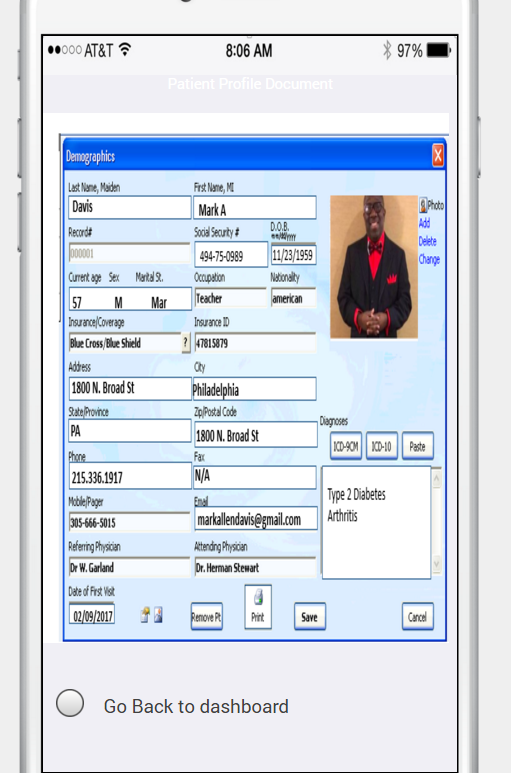 AT&T 8:06 AM 97%
Patient Profile Document
Demographics
Last Name, Maiden First Name, MI
Davis Mark A
Photo
Add
Delete
Change
Record# Social Security # D.O.B.
mm/dd/yyyy
000001 494-75-0989 11/23/1959
Current age Sex Marital St. Occupation Nationality
57 M Mar Teacher american
Insurance/Coverage Insurance ID
Blue Cross/Blue Shield ? 47815879
Address City
1800 N. Broad St Philadelphia
State/Province Zip/Postal Code
PA 1800 N. Broad St
Diagnoses
ICD-9CM ICD-10 Paste
Phone Fax
215.336.1917 N/A
Type 2 Diabetes
Arthritis
Mobile/Pager Email
305-666-5015 markallendavis@gmail.com
Referring Physician Attending Physician
Dr W. Garland Dr. Herman Stewart
Date of First Visit
02/09/2017 Remove Pt Print Save Cancel
Go Back to dashboard